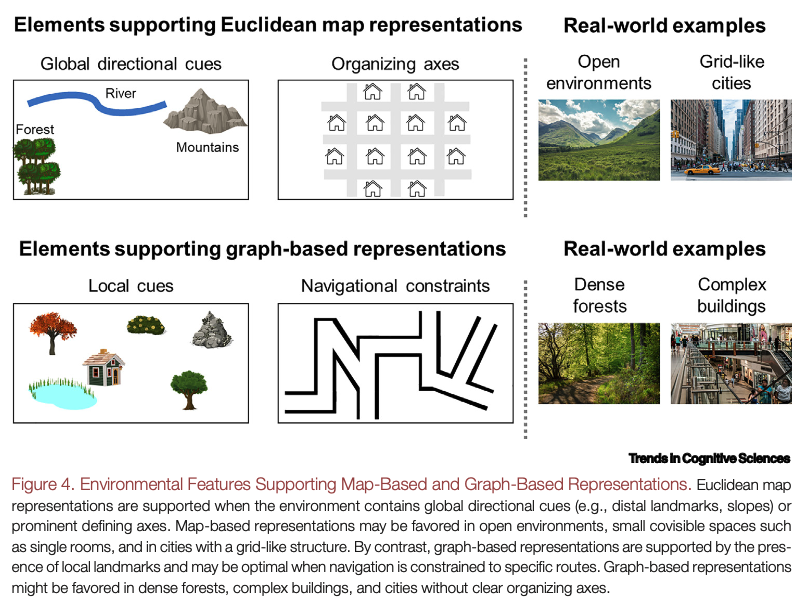 Elements supporting Euclidean map representations
Real-world examples
Global directional cues
Organizing axes
Open
environments
Grid-like
cities
River
Forest
Mountains
Elements supporting graph-based representations
Real-world examples
Local cues
Navigational constraints
Dense
forests
Complex
buildings
Trends in Cognitive Sciences
Figure 4. Environmental Features Supporting Map-Based and Graph-Based Representations. Euclidean map
representations are supported when the environment contains global directional cues (e.g., distal landmarks, slopes) or
prominent defining axes. Map-based representations may be favored in open environments, small covisible spaces such
as single rooms, and in cities with a grid-like structure. By contrast, graph-based representations are supported by the pres-
ence of local landmarks and may be optimal when navigation is constrained to specific routes. Graph-based representations
might be favored in dense forests, complex buildings, and cities without clear organizing axes.